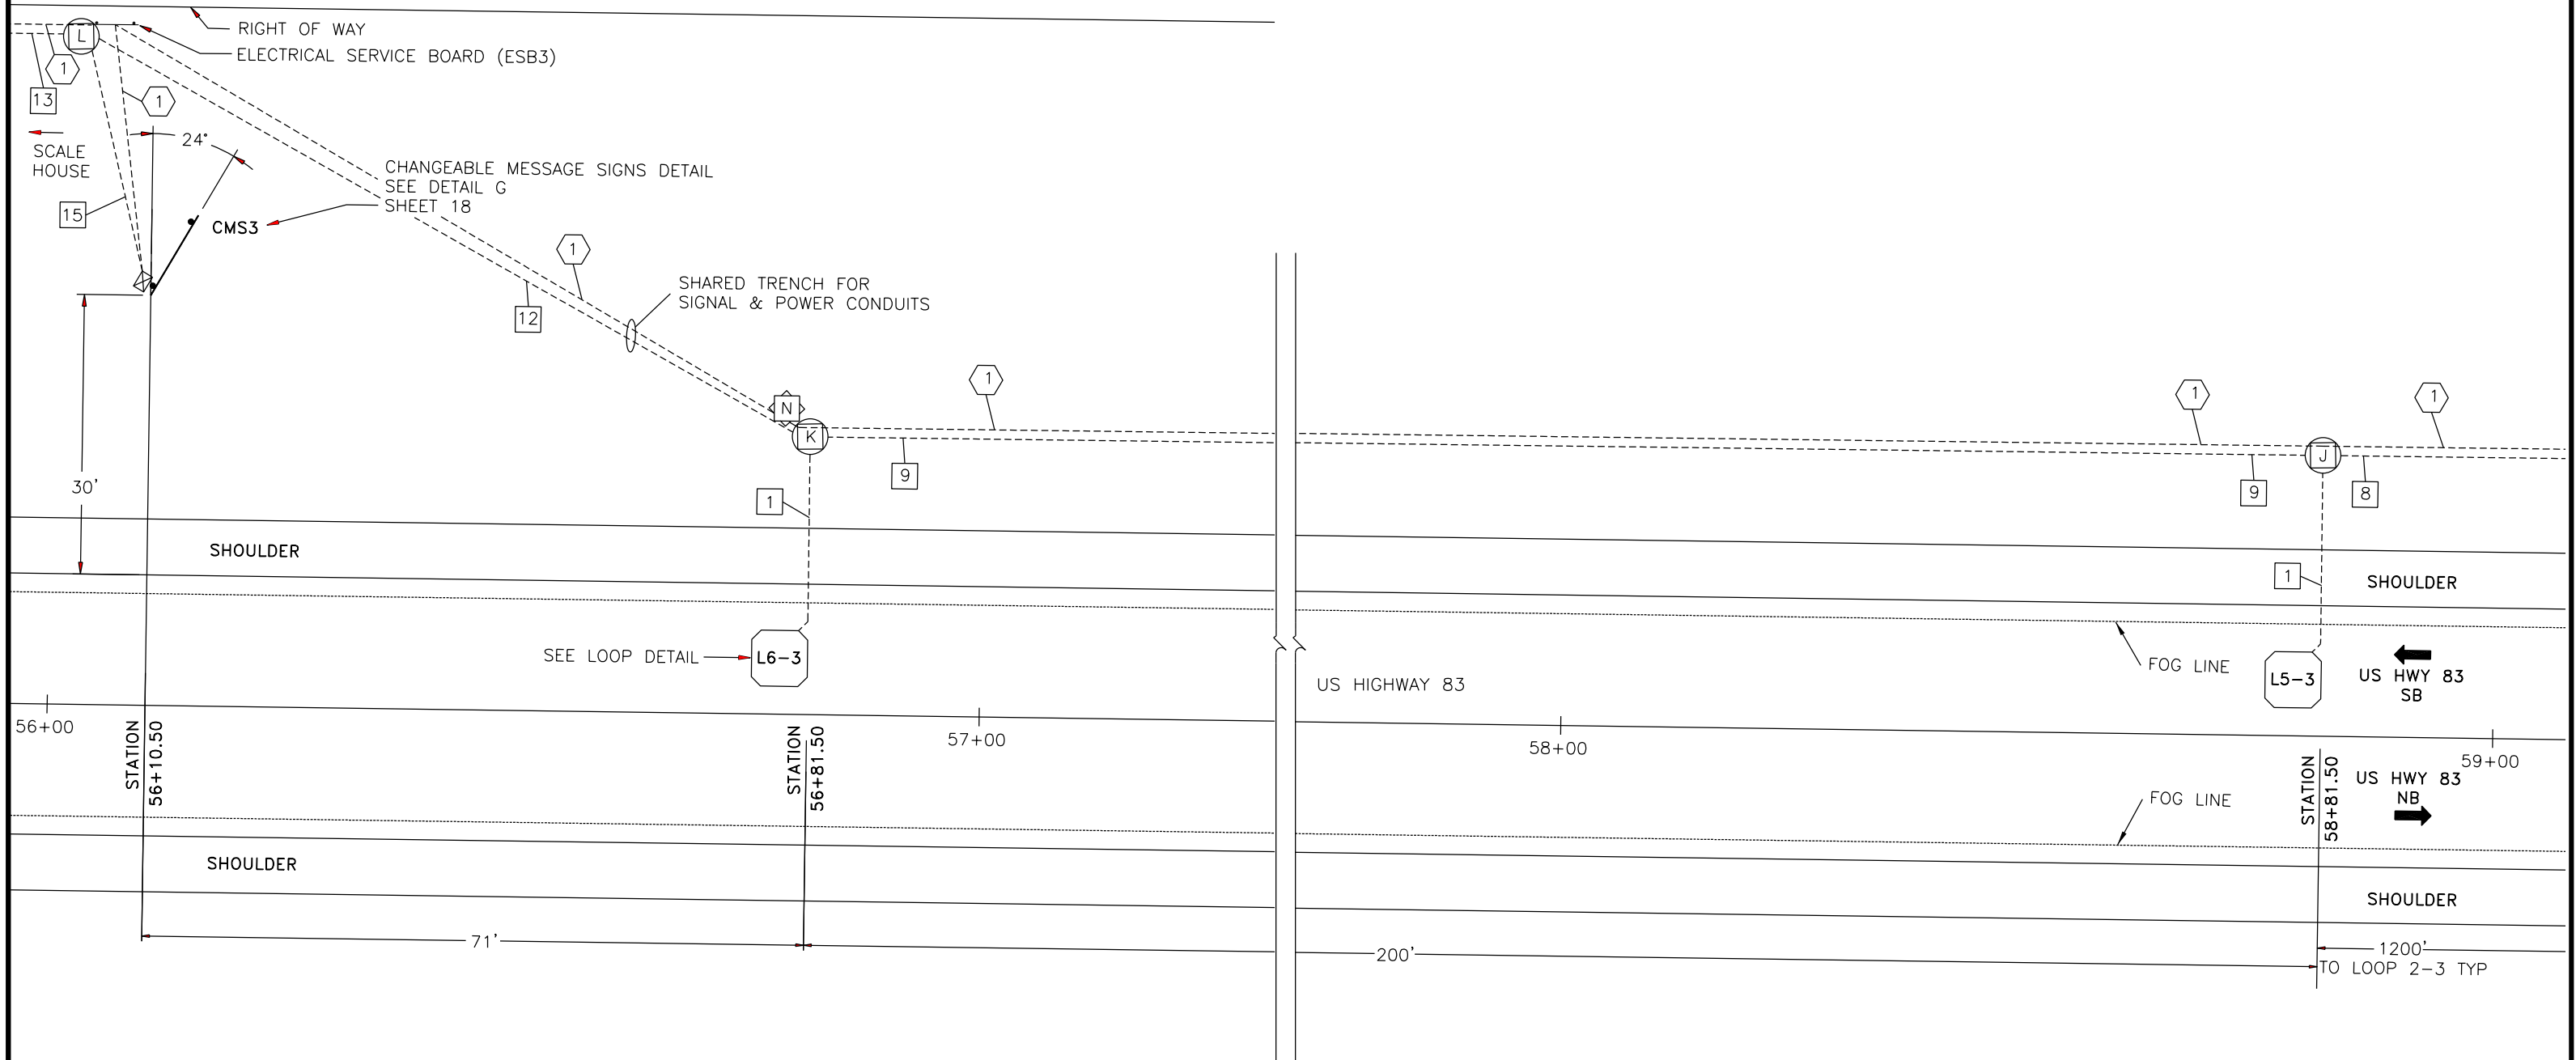 RIGHT OF WAY
L
ELECTRICAL SERVICE BOARD (ESB3)
1
13
1
24°
SCALE
HOUSE
CHANGEABLE MESSAGE SIGNS DETAIL
SEE DETAIL G
SHEET 18
15
CMS3
1
SHARED TRENCH FOR
SIGNAL & POWER CONDUITS
12
1
1
1
N
K
J
9
9
8
30'
1
SHOULDER
1
SHOULDER
SEE LOOP DETAIL
L6-3
FOG LINE
US HIGHWAY 83
L5-3
US HWY 83
SB
56+00
57+00
58+00
59+00
STATION
56+10.50
STATION
56+81.50
STATION
58+81.50
US HWY 83
NB
FOG LINE
SHOULDER
SHOULDER
71'
200'
1200'
TO LOOP 2-3 TYP